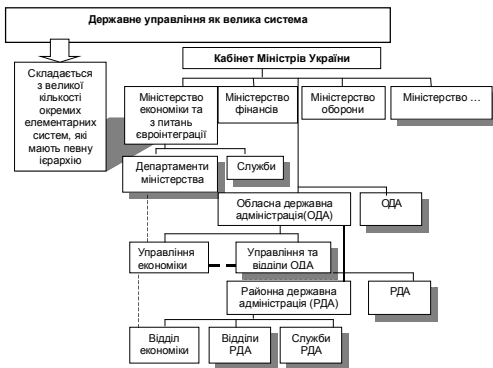 Державне управління як велика система
Кабінет Міністрів України
Складається
з великої
кількості
окремих
елементарних
систем, які
мають певну
ієрархію
Міністерство
економіки та
з питань
євроінтеграції
Міністерство
фінансів
Міністерство
оборони
Міністерство ...
Департаменти
міністерства
Служби
Обласна державна
адміністрація(ОДА)
ОДА
Управління
економіки
Управління та
відділи ОДА
Районна державна
адміністрація (РДА)
РДА
Відділ
економіки
Відділи
РДА
Служби
РДА